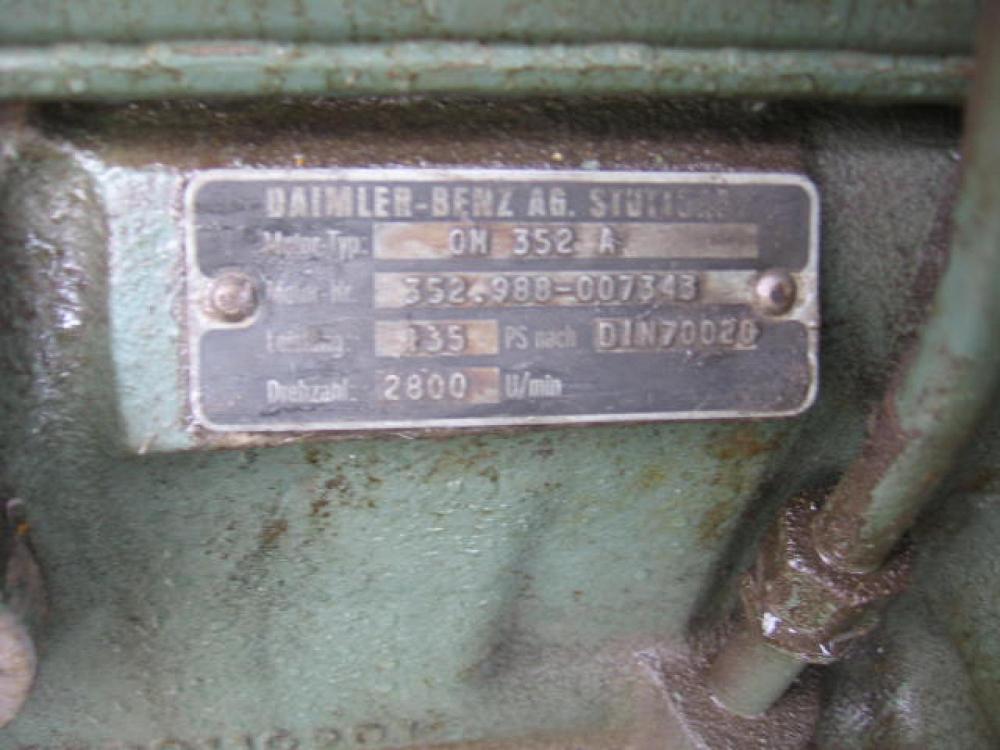 DAIMLER-BENZ AG. STUTTGART
Motor-Typ: OM 352 A
Motor-Nr. 352.988-007343
Leistung: 135 PS nach DIN70020
Drehzahl: 2800 U/min